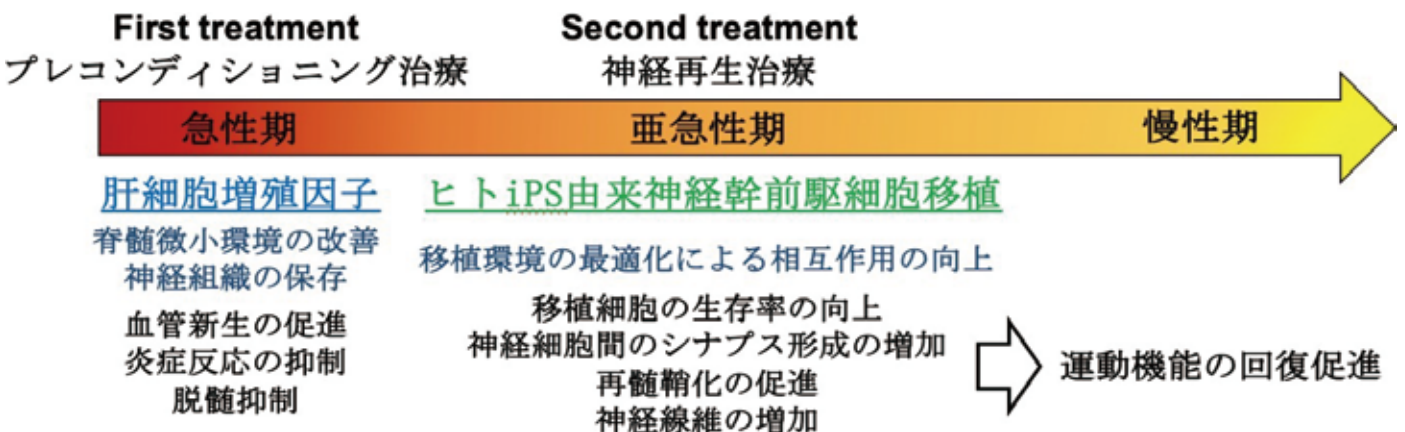 First treatment
プレコンディショニング治療
Second treatment
神経再生治療
急性期
亜急性期
慢性期
肝細胞増殖因子
脊髄微小環境の改善
神経組織の保存
血管新生の促進
炎症反応の抑制
脱髄抑制
ヒトiPS由来神経幹前駆細胞移植
移植環境の最適化による相互作用の向上
移植細胞の生存率の向上
神経細胞間のシナプス形成の増加
再髄鞘化の促進
神経線維の増加
運動機能の回復促進